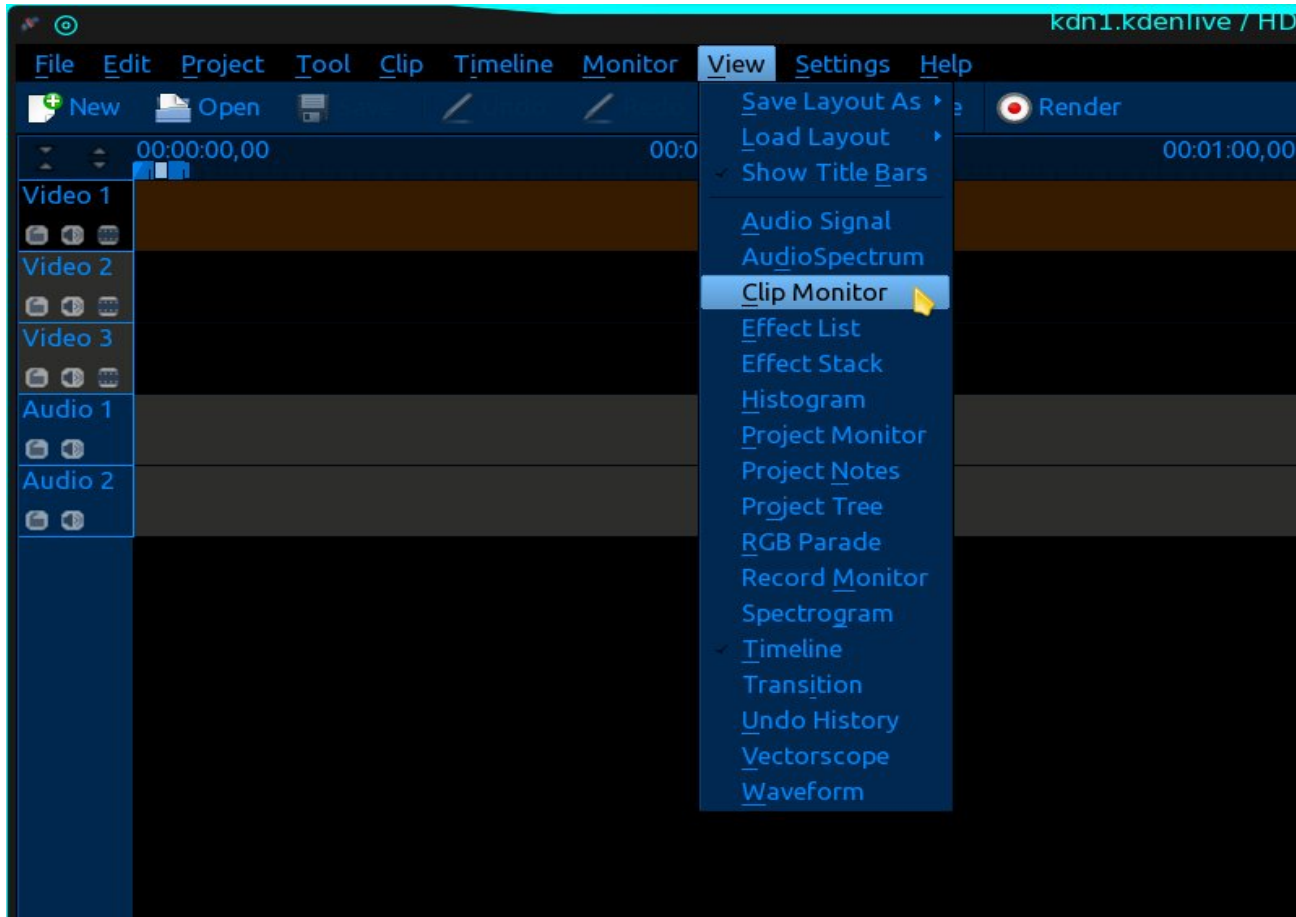 kdn1.kdenlive / HD
File Edit Project Tool Clip Timeline Monitor View Settings Help
New Open Render
Save Layout As
Load Layout
Show Title Bars
00:00:00,00 00:0 00:01:00,00
Video 1
Video 2
Video 3
Audio 1
Audio 2
Audio Signal
AudioSpectrum
Clip Monitor
Effect List
Effect Stack
Histogram
Project Monitor
Project Notes
Project Tree
RGB Parade
Record Monitor
Spectrogram
Timeline
Transition
Undo History
Vectorscope
Waveform